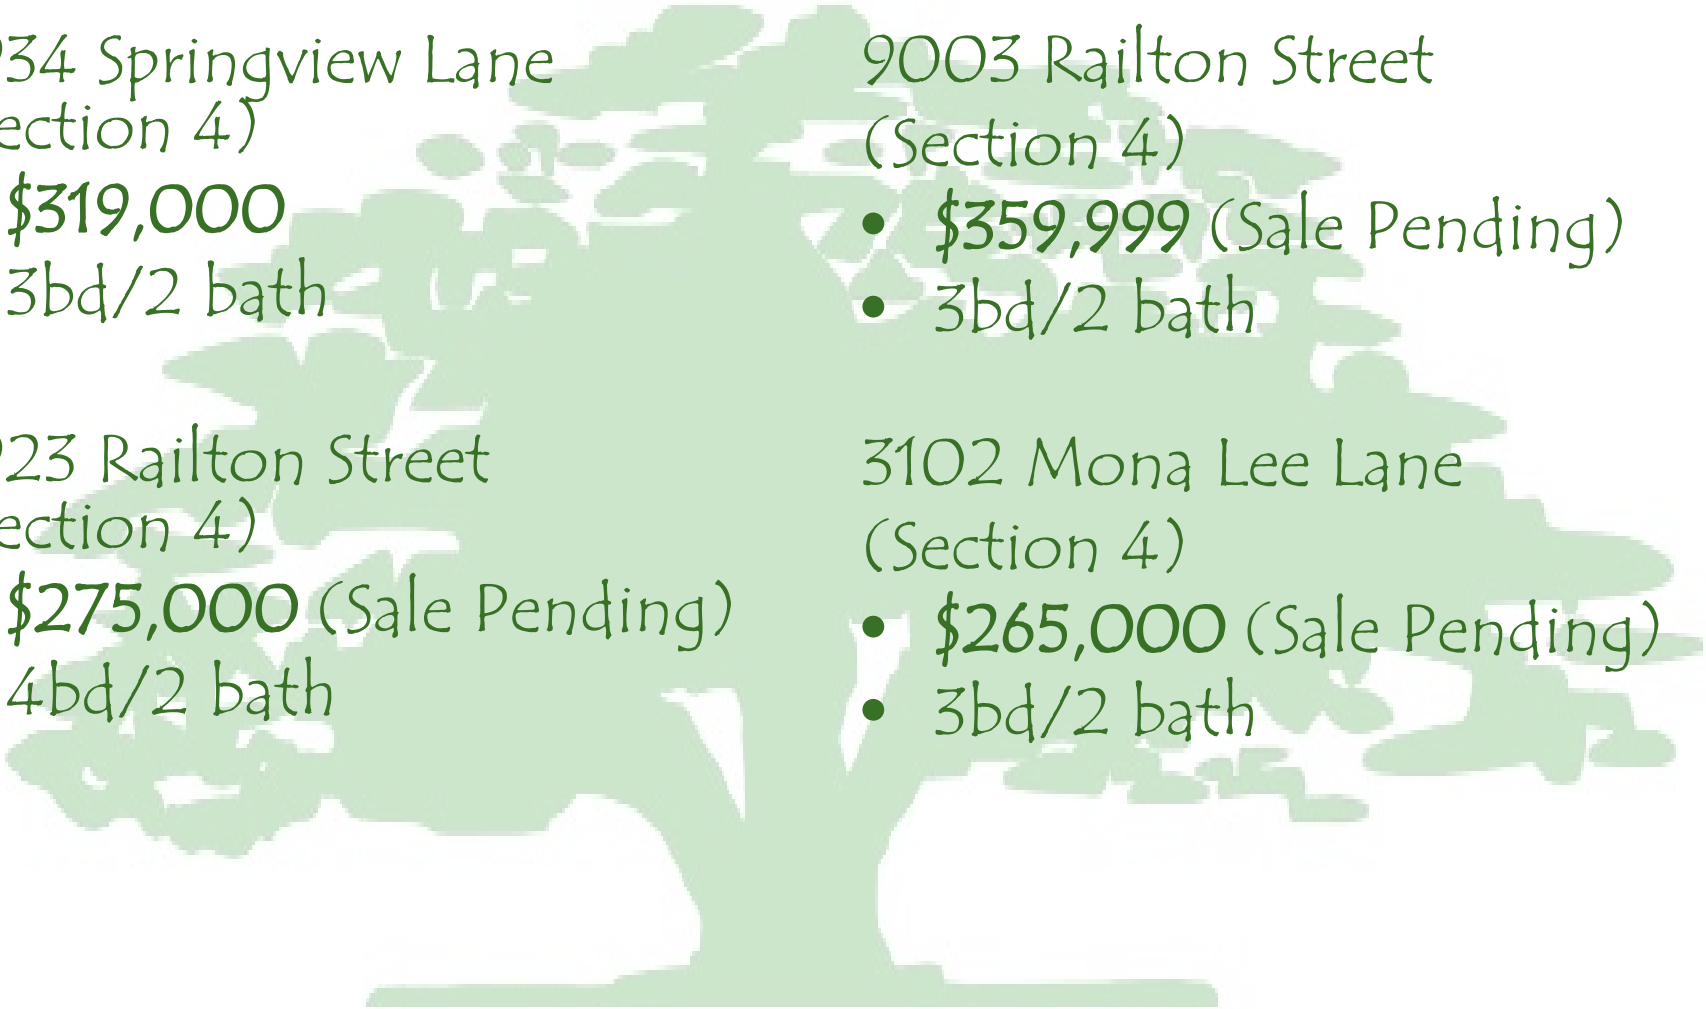 34 Springview Lane
ection 4)
$319,000
3bd/2 bath
23 Railton Street
ection 4)
$275,000 (Sale Pending)
4bd/2 bath
9003 Railton Street
(Section 4)
• $359,999 (Sale Pending)
• 3bd/2 bath
3102 Mona Lee Lane
(Section 4)
• $265,000 (Sale Pending)
• 3bd/2 bath